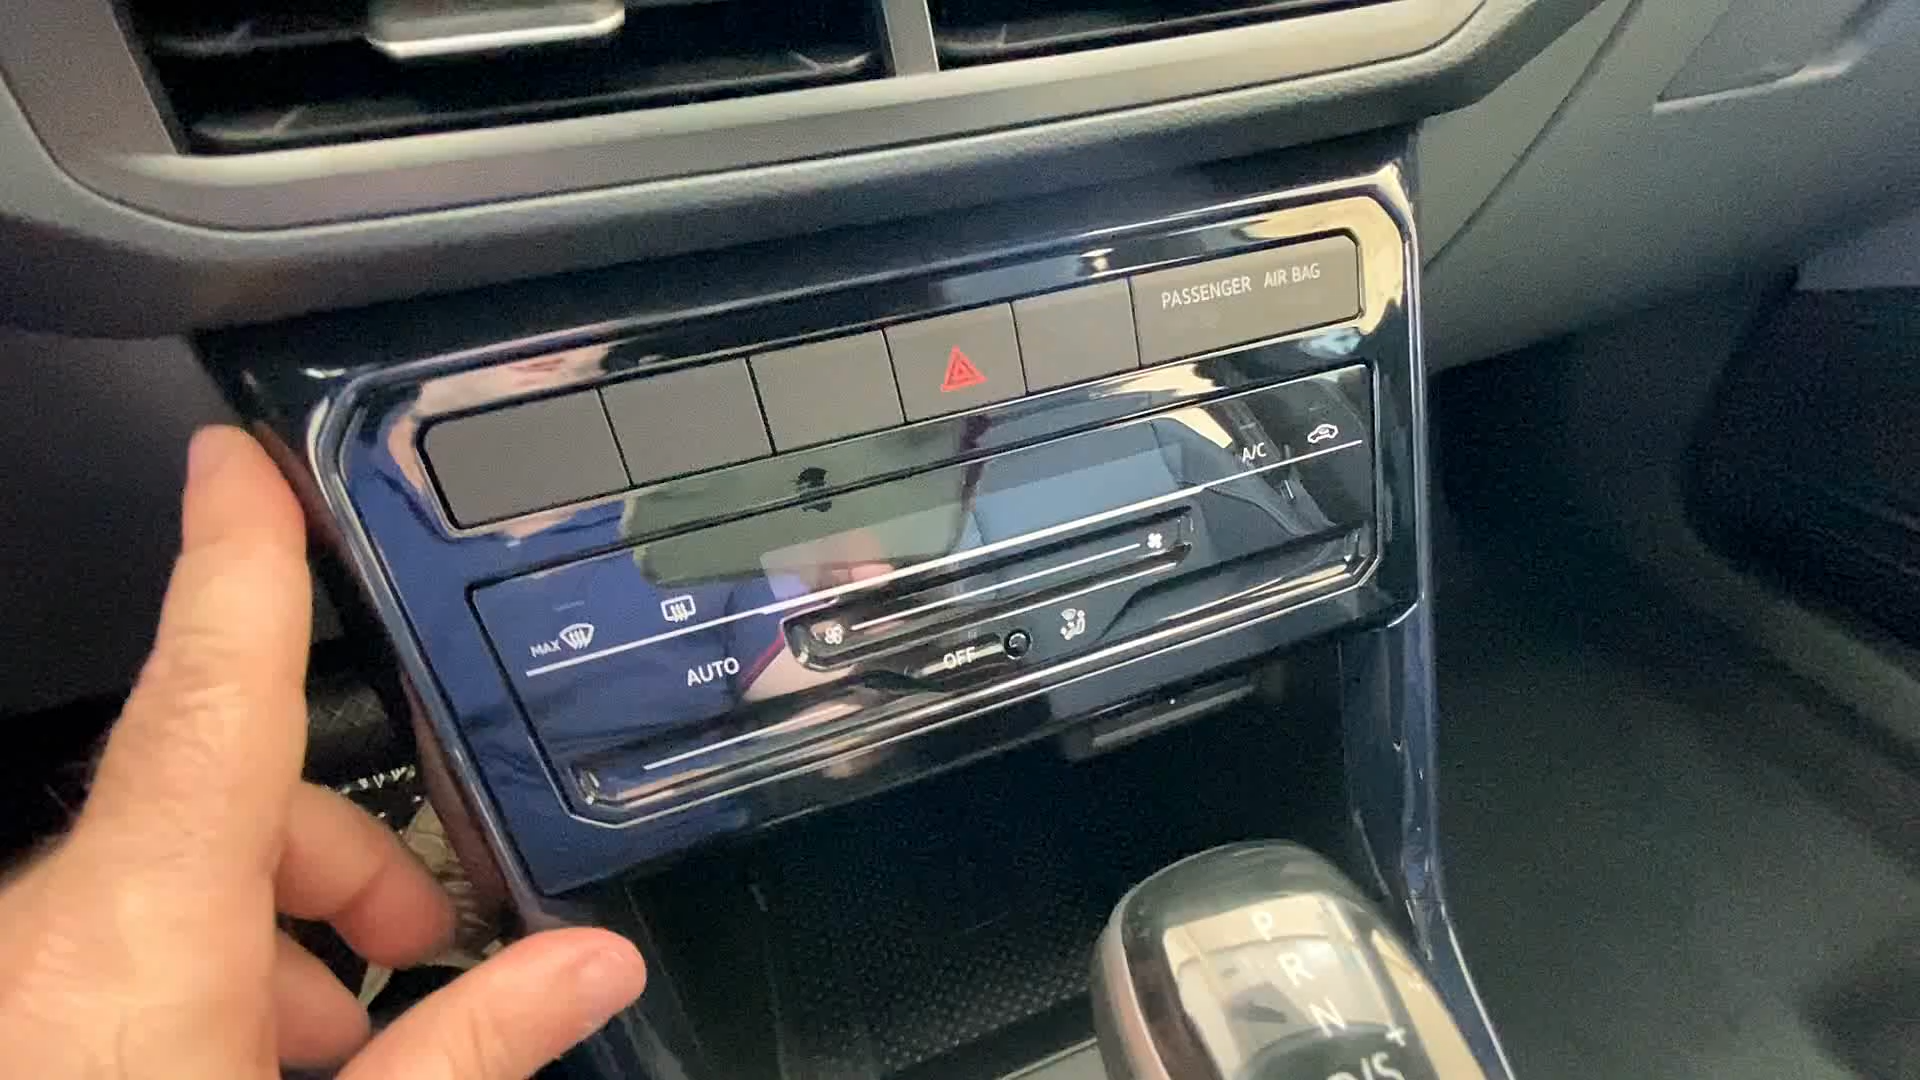 PASSENGER AIR BAG
A/C
MAX
AUTO
OFF
P
R
N
D/S
+